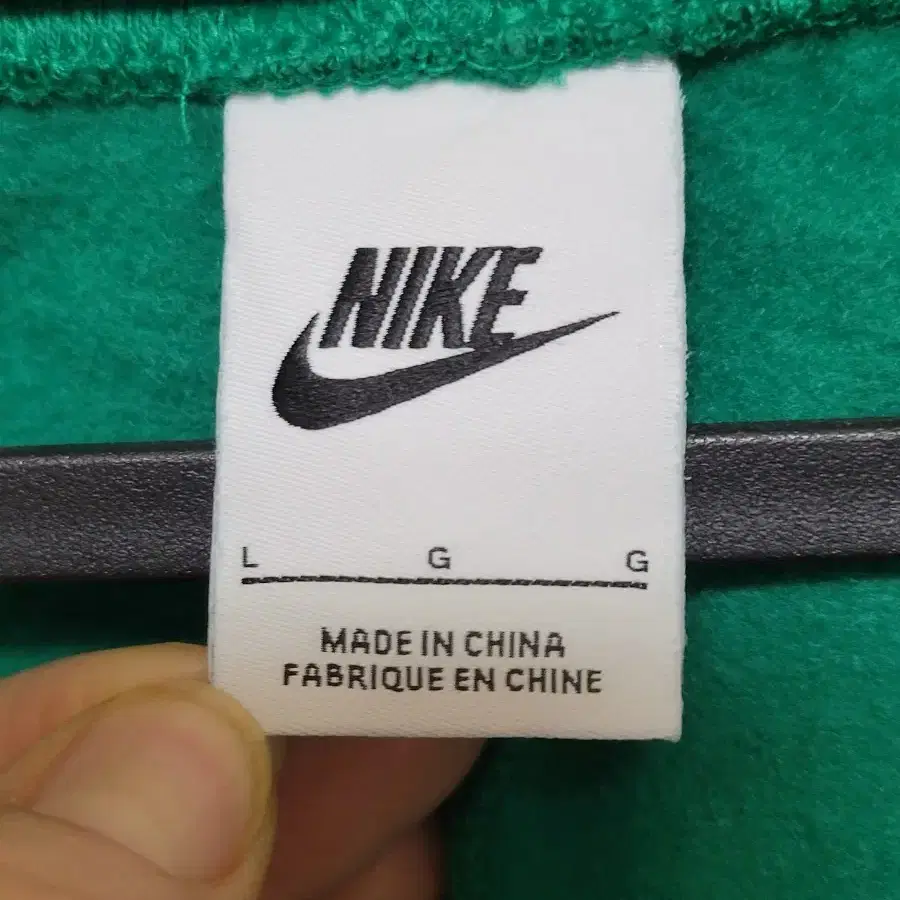 NIKE
L G G
MADE IN CHINA
FABRIQUE EN CHINE